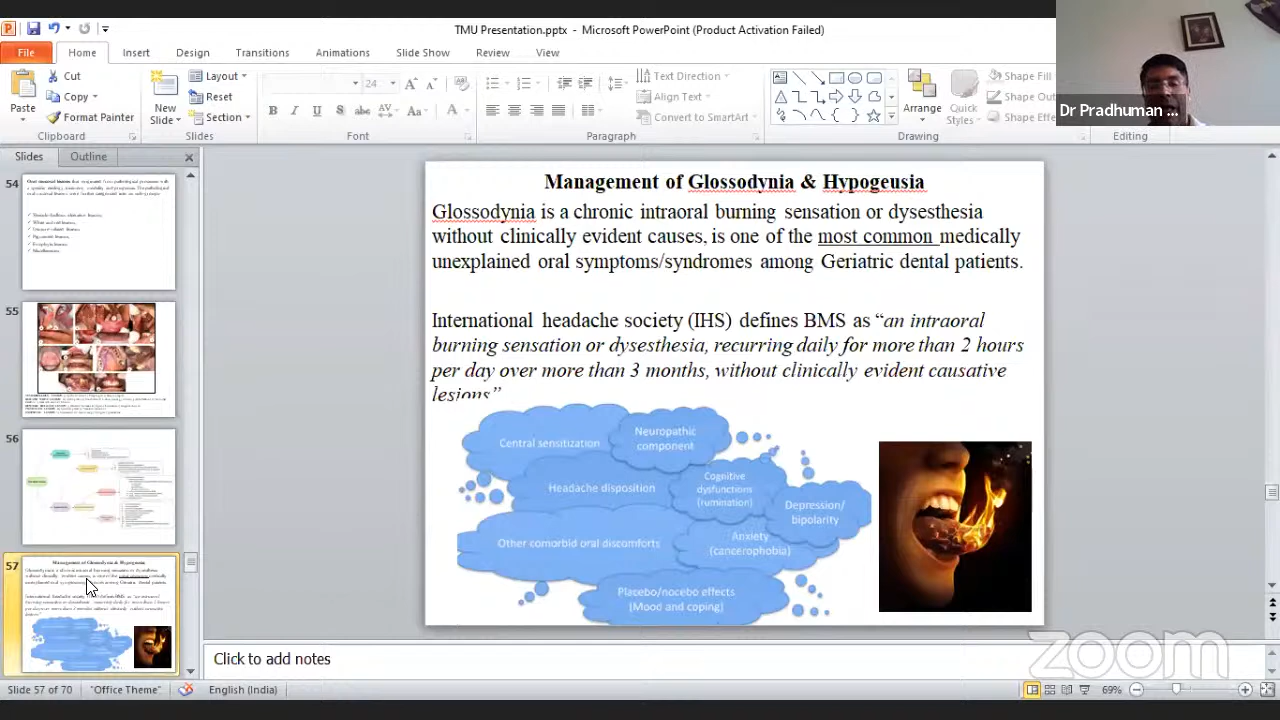 TMU Presentation.pptx - Microsoft PowerPoint (Product Activation Failed)
File Home Insert Design Transitions Animations Slide Show Review View
Dr Pradhuman ...
Paste
Cut
Copy
Format Painter
Clipboard
New Slide
Layout
Reset
Section
Slides
24
B I U S abc AV Aa A
Font
Text Direction
Align Text
Convert to SmartArt
Paragraph
Arrange
Quick Styles
Shape Fill
Shape Outline
Shape Effe
Drawing
Editing
Slides Outline
54
55
56
57
Management of Glossodynia & Hypogeusia
Glossodynia is a chronic intraoral burning sensation or dysesthesia
without clinically evident causes, is one of the most common medically
unexplained oral symptoms/syndromes among Geriatric dental patients.
International headache society (IHS) defines BMS as “an intraoral
burning sensation or dysesthesia, recurring daily for more than 2 hours
per day over more than 3 months, without clinically evident causative
lesions”
Central sensitization
Neuropathic
component
Headache disposition
Cognitive
dysfunctions
(rumination)
Depression/
bipolarity
Other comorbid oral discomforts
Anxiety
(cancerophobia)
Placebo/nocebo effects
(Mood and coping)
Click to add notes
zoom
Slide 57 of 70 "Office Theme" English (India) 69%